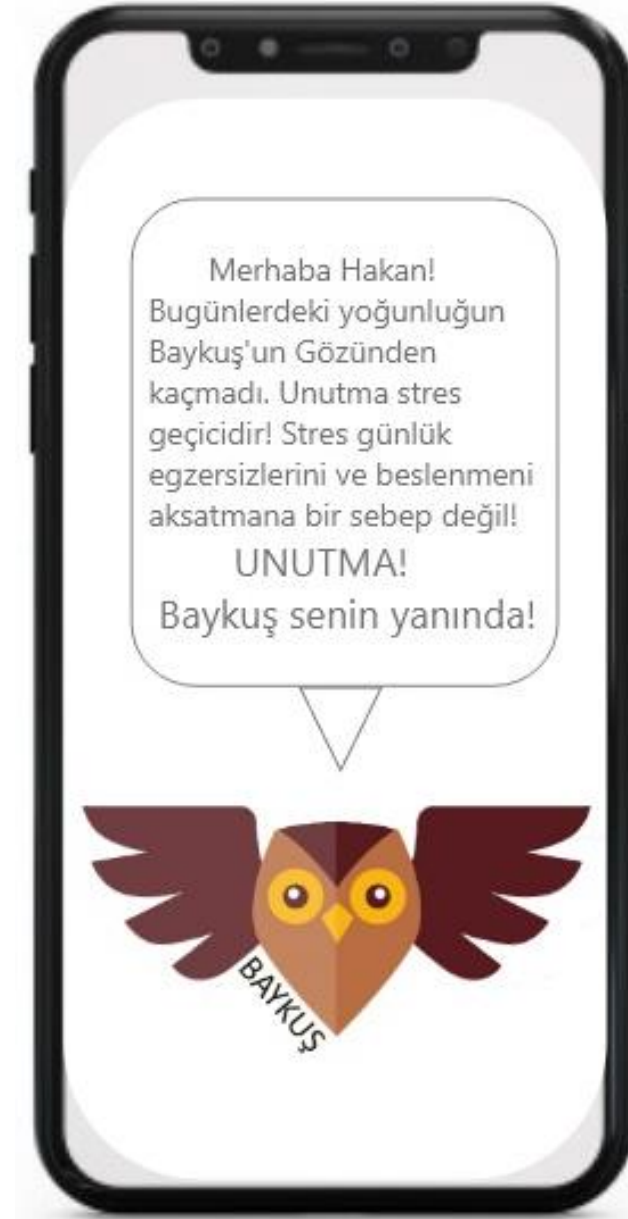 Merhaba Hakan!
Bugünlerdeki yoğunluğun
Baykuş'un Gözünden
kaçmadı. Unutma stres
geçicidir! Stres günlük
egzersizlerini ve beslenmeni
aksatmana bir sebep değil!
UNUTMA!
Baykuş senin yanında!
BAYKUŞ